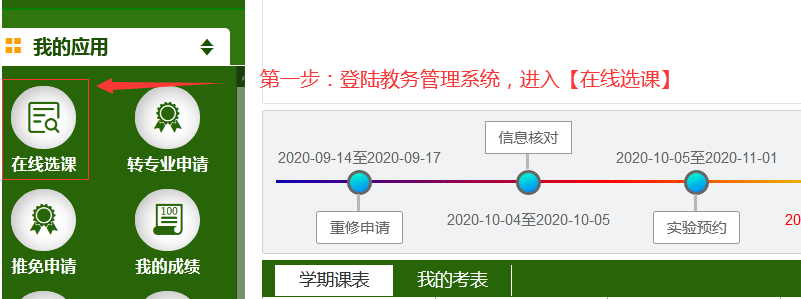 我的应用
第一步：登陆教务管理系统，进入【在线选课】
在线选课
转专业申请
推免申请
100
我的成绩
信息核对
2020-09-14至2020-09-17
2020-10-05至2020-11-01
重修申请
2020-10-04至2020-10-05
实验预约
20
学期课表
我的考表